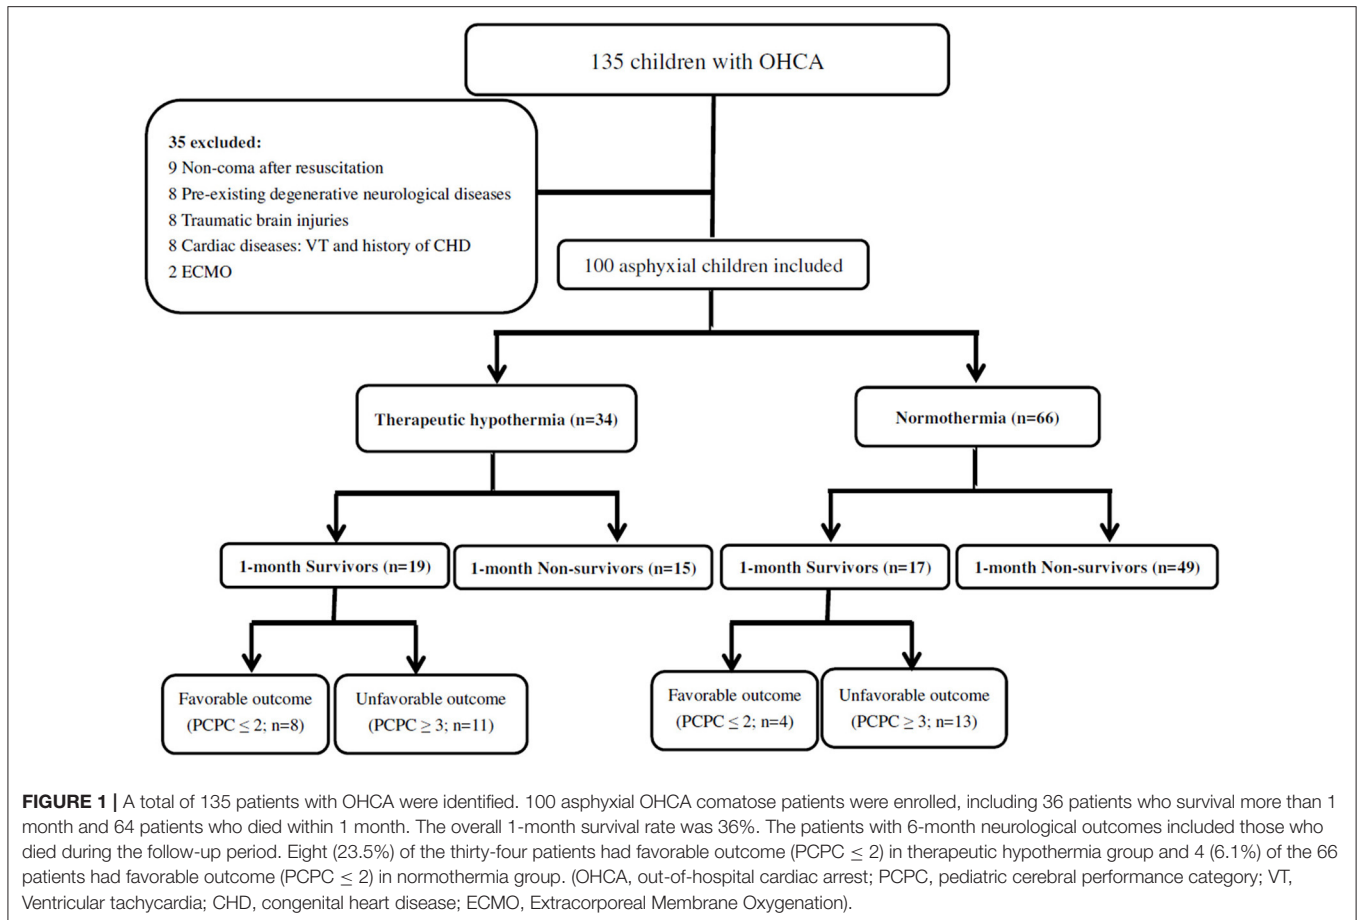 135 children with OHCA
35 excluded:
9 Non-coma after resuscitation
8 Pre-existing degenerative neurological diseases
8 Traumatic brain injuries
8 Cardiac diseases: VT and history of CHD
2 ECMO
100 asphyxial children included
Therapeutic hypothermia (n=34)
Normothermia (n=66)
1-month Survivors (n=19)
1-month Non-survivors (n=15)
1-month Survivors (n=17)
1-month Non-survivors (n=49)
Favorable outcome
(PCPC ≤ 2; n=8)
Unfavorable outcome
(PCPC ≥ 3; n=11)
Favorable outcome
(PCPC ≤ 2; n=4)
Unfavorable outcome
(PCPC ≥ 3; n=13)
FIGURE 1 | A total of 135 patients with OHCA were identified. 100 asphyxial OHCA comatose patients were enrolled, including 36 patients who survival more than 1
month and 64 patients who died within 1 month. The overall 1-month survival rate was 36%. The patients with 6-month neurological outcomes included those who
died during the follow-up period. Eight (23.5%) of the thirty-four patients had favorable outcome (PCPC ≤ 2) in therapeutic hypothermia group and 4 (6.1%) of the 66
patients had favorable outcome (PCPC ≤ 2) in normothermia group. (OHCA, out-of-hospital cardiac arrest; PCPC, pediatric cerebral performance category; VT,
Ventricular tachycardia; CHD, congenital heart disease; ECMO, Extracorporeal Membrane Oxygenation).